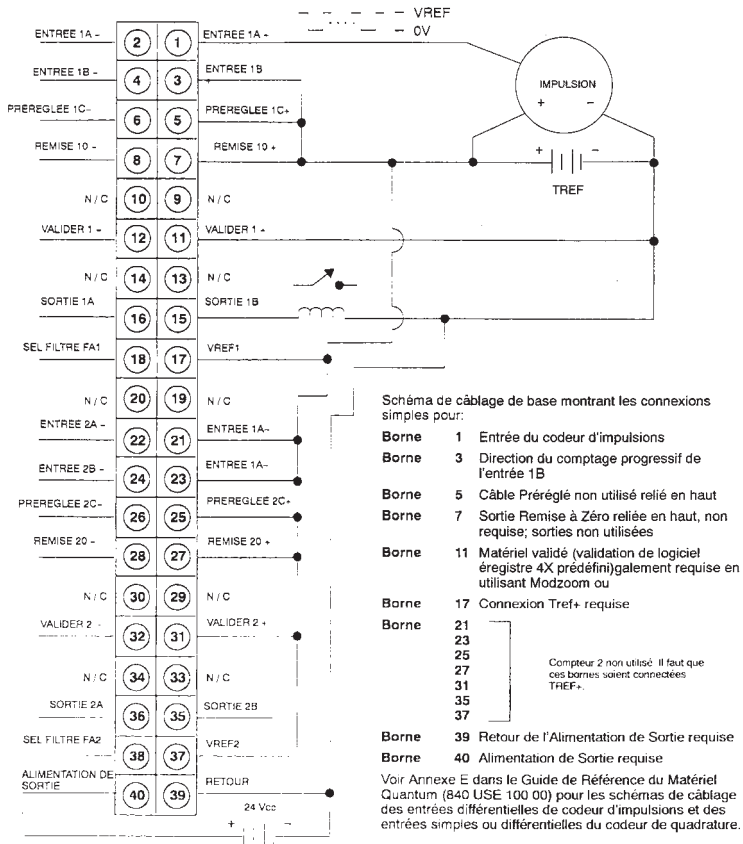 — — — — — VREF
— · · · — 0V
ENTREE 1A - 2 1 ENTREE 1A +
ENTREE 1B - 4 3 ENTREE 1B +
PREREGLEE 1C- 6 5 PREREGLEE 1C+
REMISE 10 - 8 7 REMISE 10 +
N / C 10 9 N / C
VALIDER 1 - 12 11 VALIDER 1 +
N / C 14 13 N / C
SORTIE 1A 16 15 SORTIE 1B
SEL FILTRE FA1 18 17 VREF1
N / C 20 19 N / C
ENTREE 2A - 22 21 ENTREE 1A-
ENTREE 2B - 24 23 ENTREE 1A-
PREREGLEE 2C- 26 25 PREREGLEE 2C+
REMISE 20 - 28 27 REMISE 20 +
N / C 30 29 N / C
VALIDER 2 - 32 31 VALIDER 2 +
N / C 34 33 N / C
SORTIE 2A 36 35 SORTIE 2B
SEL FILTRE FA2 38 37 VREF2
ALIMENTATION DE
SORTIE 40 39 RETOUR
24 Vcc
+ -
IMPULSION
+ -
+ -
TREF
Schéma de câblage de base montrant les connexions
simples pour:
Borne 1 Entrée du codeur d'impulsions
Borne 3 Direction du comptage progressif de
l'entrée 1B
Borne 5 Câble Préréglé non utilisé relié en haut
Borne 7 Sortie Remise à Zéro reliée en haut, non
requise; sorties non utilisées
Borne 11 Matériel validé (validation de logiciel
éregistre 4X prédéfini)galement requise en
utilisant Modzoom ou
Borne 17 Connexion Tref+ requise
Borne 21
23
25
27
31
35
37
Compteur 2 non utilisé Il faut que
ces bornes soient connectées
TREF+.
Borne 39 Retour de l'Alimentation de Sortie requise
Borne 40 Alimentation de Sortie requise
Voir Annexe E dans le Guide de Référence du Matériel
Quantum (840 USE 100 00) pour les schémas de câblage
des entrées différentielles de codeur d'impulsions et des
entrées simples ou différentielles du codeur de quadrature.